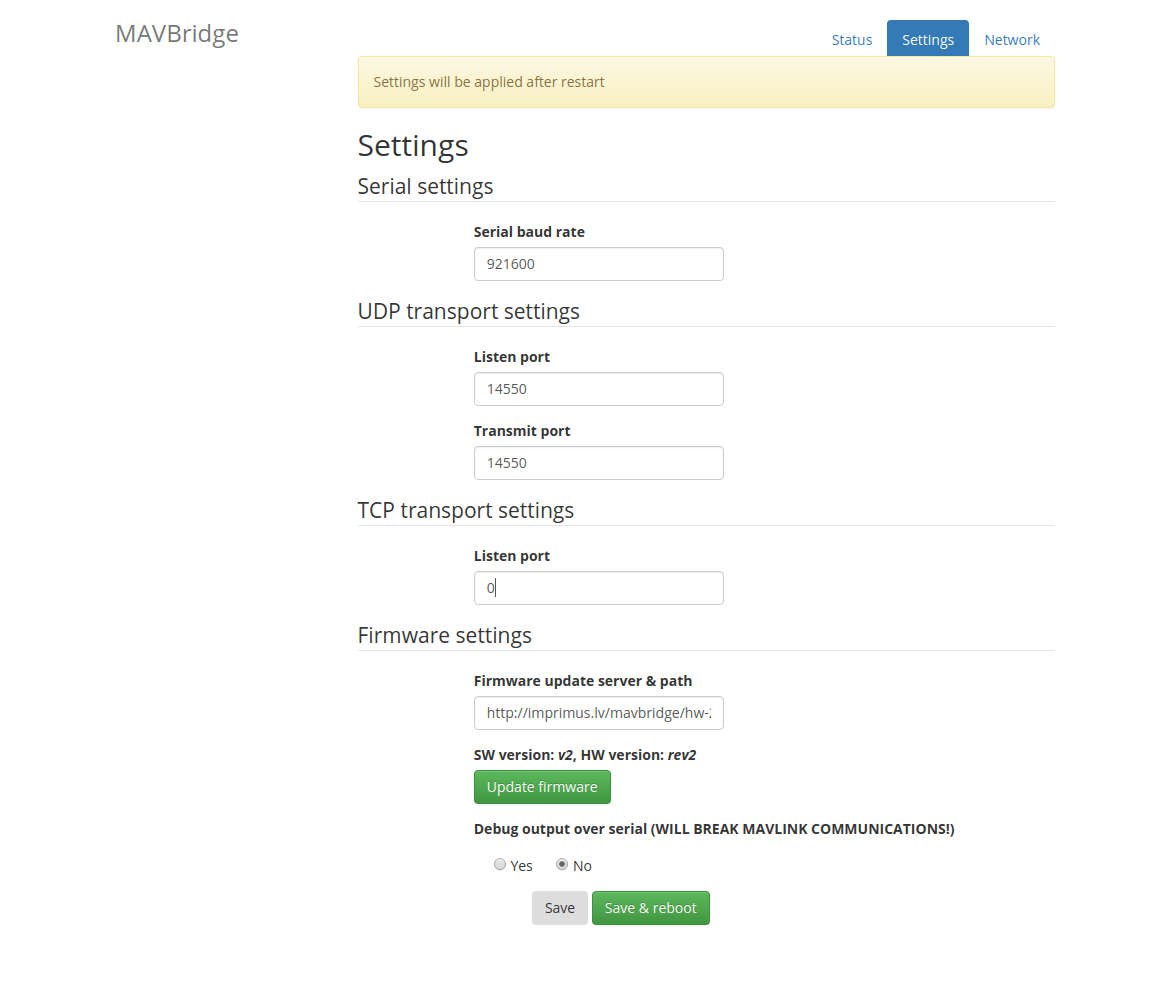 MAVBridge
Status Settings Network
Settings will be applied after restart
Settings
Serial settings
Serial baud rate
921600
UDP transport settings
Listen port
14550
Transmit port
14550
TCP transport settings
Listen port
0
Firmware settings
Firmware update server & path
http://imprimus.lv/mavbridge/hw-
SW version: v2, HW version: rev2
Update firmware
Debug output over serial (WILL BREAK MAVLINK COMMUNICATIONS!)
Yes No
Save Save & reboot